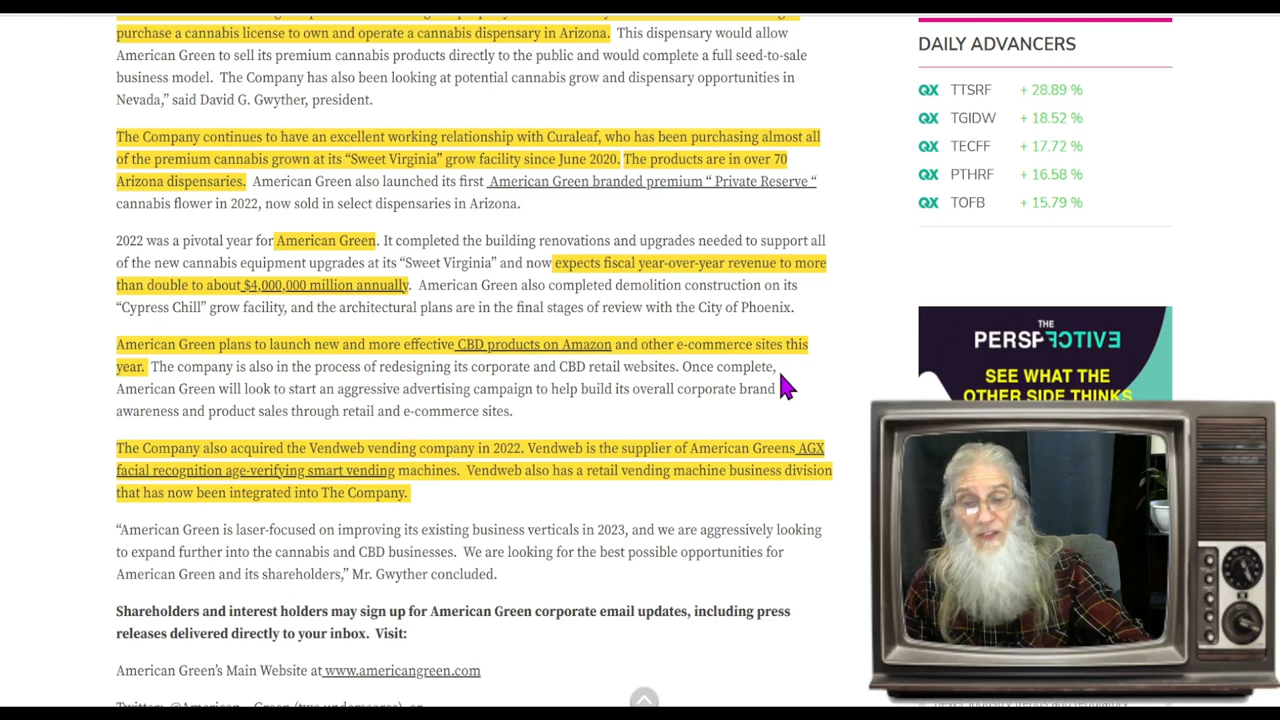 purchase a cannabis license to own and operate a cannabis dispensary in Arizona. This dispensary would allow
American Green to sell its premium cannabis products directly to the public and would complete a full seed-to-sale
business model. The Company has also been looking at potential cannabis grow and dispensary opportunities in
Nevada,” said David G. Gwyther, president.
The Company continues to have an excellent working relationship with Curaleaf, who has been purchasing almost all
of the premium cannabis grown at its “Sweet Virginia” grow facility since June 2020. The products are in over 70
Arizona dispensaries. American Green also launched its first American Green branded premium “ Private Reserve “
cannabis flower in 2022, now sold in select dispensaries in Arizona.
2022 was a pivotal year for American Green. It completed the building renovations and upgrades needed to support all
of the new cannabis equipment upgrades at its “Sweet Virginia” and now expects fiscal year-over-year revenue to more
than double to about $4,000,000 million annually. American Green also completed demolition construction on its
“Cypress Chill” grow facility, and the architectural plans are in the final stages of review with the City of Phoenix.
American Green plans to launch new and more effective CBD products on Amazon and other e-commerce sites this
year. The company is also in the process of redesigning its corporate and CBD retail websites. Once complete,
American Green will look to start an aggressive advertising campaign to help build its overall corporate brand
awareness and product sales through retail and e-commerce sites.
The Company also acquired the Vendweb vending company in 2022. Vendweb is the supplier of American Greens AGX
facial recognition age-verifying smart vending machines. Vendweb also has a retail vending machine business division
that has now been integrated into The Company.
“American Green is laser-focused on improving its existing business verticals in 2023, and we are aggressively looking
to expand further into the cannabis and CBD businesses. We are looking for the best possible opportunities for
American Green and its shareholders,” Mr. Gwyther concluded.
Shareholders and interest holders may sign up for American Green corporate email updates, including press
releases delivered directly to your inbox. Visit:
American Green’s Main Website at www.americangreen.com
Twitter: @American__Green (two underscores), or
DAILY ADVANCERS
QX TTSRF + 28.89 %
QX TGIDW + 18.52 %
QX TECFF + 17.72 %
QX PTHRF + 16.58 %
QX TOFB + 15.79 %
THE
PERSPECTIVE
SEE WHAT THE
OTHER SIDE THINKS